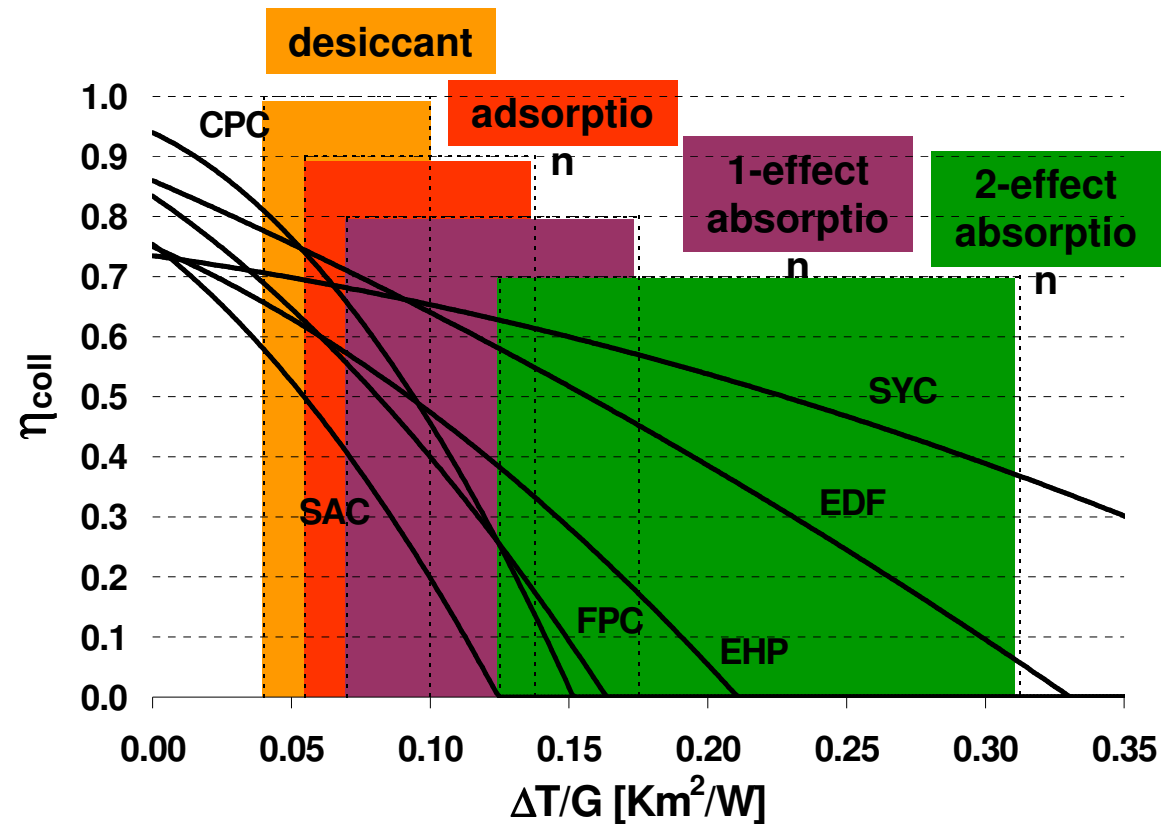 desiccant
adsorptio
n
1-effect
absorptio
n
2-effect
absorptio
n
CPC
SYC
EDF
SAC
FPC
EHP
1.0
0.9
0.8
0.7
0.6
0.5
0.4
0.3
0.2
0.1
0.0
ηcoll
0.00 0.05 0.10 0.15 0.20 0.25 0.30 0.35
ΔT/G [Km²/W]